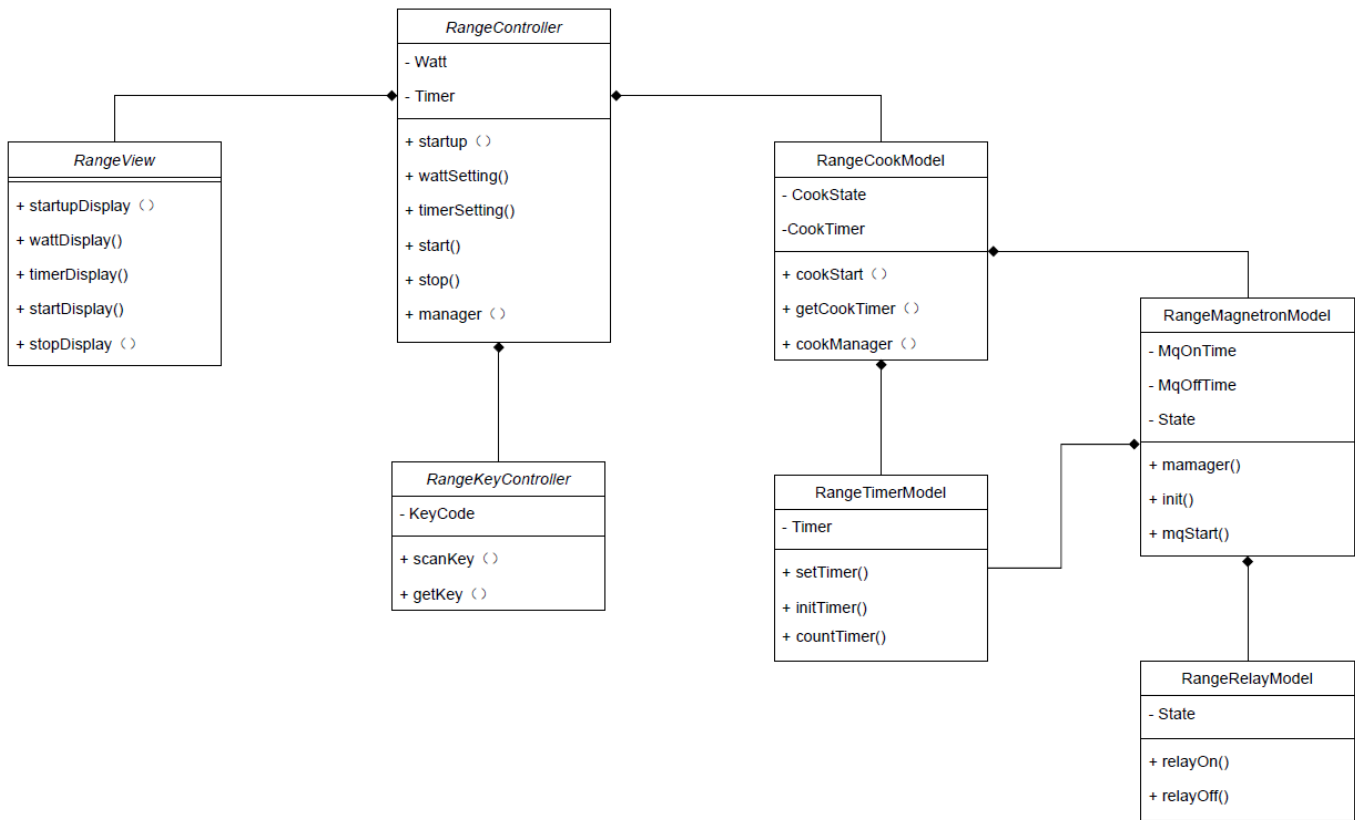 RangeController
- Watt
- Timer
+ startup（）
+ wattSetting()
+ timerSetting()
+ start()
+ stop()
+ manager（）
RangeView
+ startupDisplay（）
+ wattDisplay()
+ timerDisplay()
+ startDisplay()
+ stopDisplay（）
RangeKeyController
- KeyCode
+ scanKey（）
+ getKey（）
RangeCookModel
- CookState
-CookTimer
+ cookStart（）
+ getCookTimer（）
+ cookManager（）
RangeTimerModel
- Timer
+ setTimer()
+ initTimer()
+ countTimer()
RangeMagnetronModel
- MqOnTime
- MqOffTime
- State
+ mamager()
+ init()
+ mqStart()
RangeRelayModel
- State
+ relayOn()
+ relayOff()